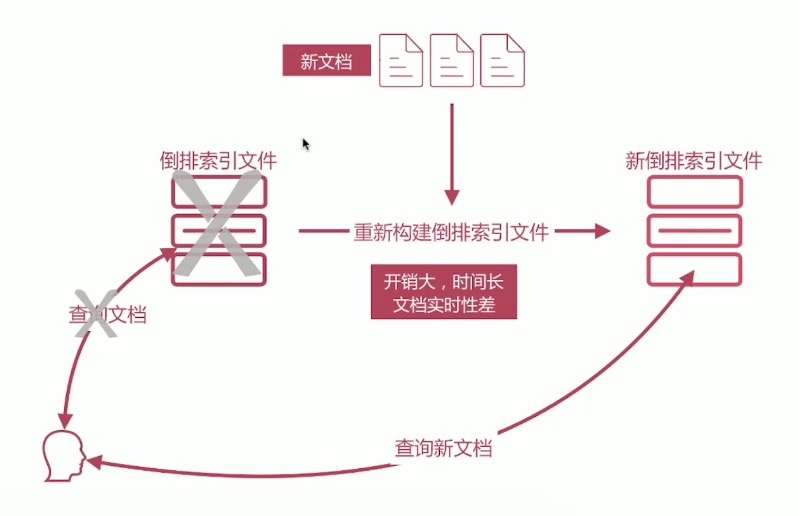 新文档
倒排索引文件
新倒排索引文件
重新构建倒排索引文件
开销大，时间长
文档实时性差
查询文档
查询新文档